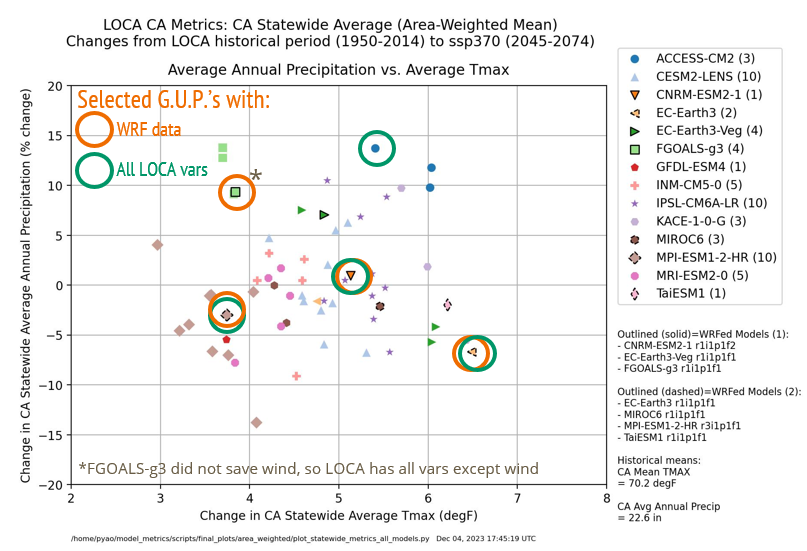 LOCA CA Metrics: CA Statewide Average (Area-Weighted Mean)
Changes from LOCA historical period (1950-2014) to ssp370 (2045-2074)
Average Annual Precipitation vs. Average Tmax
Change in CA Statewide Average Annual Precipitation (% change)
20
15
10
5
0
−5
−10
−15
−20
Selected G.U.P.'s with:
WRF data
All LOCA vars
*
*FGOALS-g3 did not save wind, so LOCA has all vars except wind
2 3 4 5 6 7 8
Change in CA Statewide Average Tmax (degF)
ACCESS-CM2 (3)
CESM2-LENS (10)
CNRM-ESM2-1 (1)
EC-Earth3 (2)
EC-Earth3-Veg (4)
FGOALS-g3 (4)
GFDL-ESM4 (1)
INM-CM5-0 (5)
IPSL-CM6A-LR (10)
KACE-1-0-G (3)
MIROC6 (3)
MPI-ESM1-2-HR (10)
MRI-ESM2-0 (5)
TaiESM1 (1)
Outlined (solid)=WRFed Models (1):
- CNRM-ESM2-1 r1i1p1f2
- EC-Earth3-Veg r1i1p1f1
- FGOALS-g3 r1i1p1f1
Outlined (dashed)=WRFed Models (2):
- EC-Earth3 r1i1p1f1
- MIROC6 r1i1p1f1
- MPI-ESM1-2-HR r3i1p1f1
- TaiESM1 r1i1p1f1
Historical means:
CA Mean TMAX
= 70.2 degF
CA Avg Annual Precip
= 22.6 in
/home/pyao/model_metrics/scripts/final_plots/area_weighted/plot_statewide_metrics_all_models.py Dec 04, 2023 17:45:19 UTC